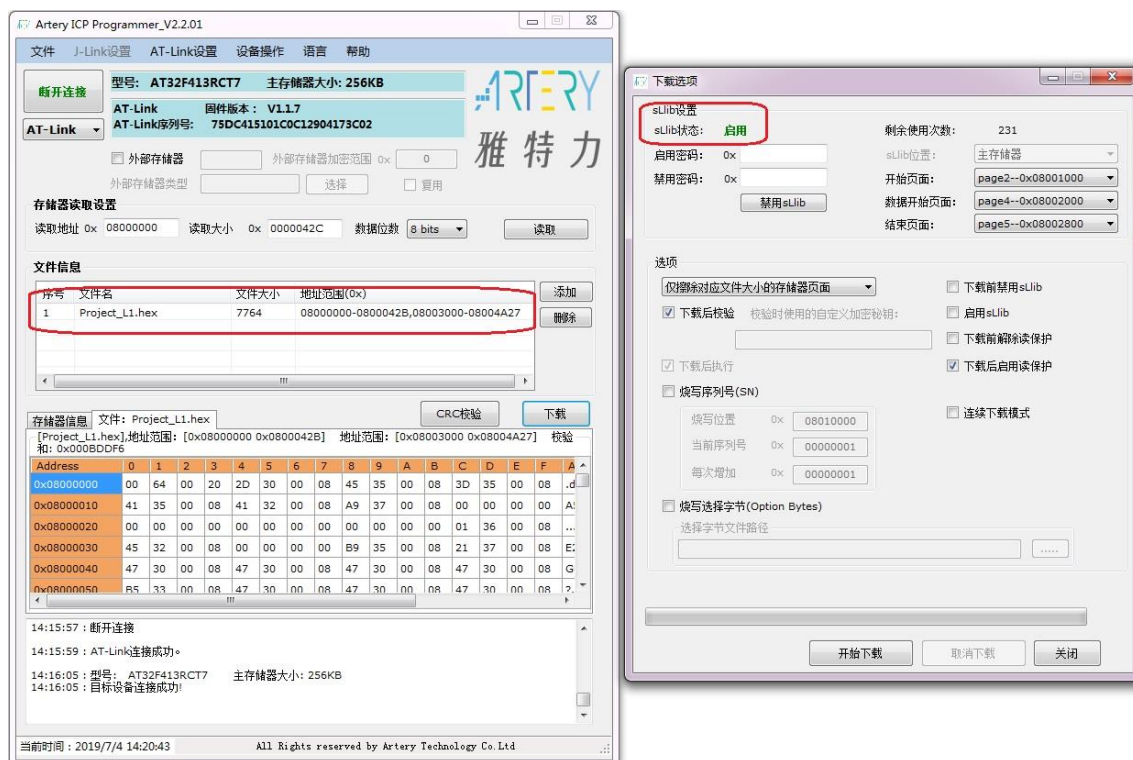 Artery ICP Programmer_V2.2.01
文件 J-Link设置 AT-Link设置 设备操作 语言 帮助
断开连接
型号: AT32F413RCT7 主存储器大小: 256KB
AT-Link 固件版本: V1.1.7
AT-Link序列号: 75DC415101C0C12904173C02
AT-Link
ARTERY
雅特力
外部存储器 外部存储器加密范围 0x 0
外部存储器类型 选择 复用
存储器读取设置
读取地址 0x 08000000 读取大小 0x 0000042C 数据位数 8 bits 读取
文件信息
序号 文件名 文件大小 地址范围(0x)
1 Project_L1.hex 7764 08000000-0800042B,08003000-08004A27
添加
删除
CRC校验 下载
存储器信息 文件: Project_L1.hex
[Project_L1.hex],地址范围: [0x08000000 0x0800042B] 地址范围: [0x08003000 0x08004A27] 校验
和: 0x000BDDF6
Address 0 1 2 3 4 5 6 7 8 9 A B C D E F A
0x08000000 00 64 00 20 2D 30 00 08 45 35 00 08 3D 35 00 08 .d
0x08000010 41 35 00 08 41 32 00 08 A9 37 00 08 00 00 00 00
0x08000020 00 00 00 00 00 00 00 00 00 00 00 00 01 36 00 08 ...
0x08000030 45 32 00 08 00 00 00 00 B9 35 00 08 21 37 00 08
0x08000040 47 30 00 08 47 30 00 08 47 30 00 08 47 30 00 08 G
0x08000050 B5 33 00 08 47 30 00 08 47 30 00 08 47 30 00 08
14:15:57 : 断开连接
14:15:59 : AT-Link连接成功。
14:16:05 : 型号: AT32F413RCT7 主存储器大小: 256KB
14:16:05 : 目标设备连接成功!
当前时间 : 2019/7/4 14:20:43 All Rights reserved by Artery Technology Co.Ltd
下载选项
sLlib设置
sLlib状态: 启用 剩余使用次数: 231
启用密码: 0x sLlib位置: 主存储器
禁用密码: 0x 开始页面: page2--0x08001000
禁用sLlib 数据开始页面: page4--0x08002000
结束页面: page5--0x08002800
选项
仅擦除对应文件大小的存储器页面 下载前禁用sLlib
下载后校验 校验时使用的自定义加密秘钥: 启用sLlib
下载前解除读保护
下载后执行 下载后启用读保护
烧写序列号(SN) 连续下载模式
烧写位置 0x 08010000
当前序列号 0x 00000001
每次增加 0x 00000001
烧写选择字节(Option Bytes)
选择字节文件路径
.....
开始下载 取消下载 关闭